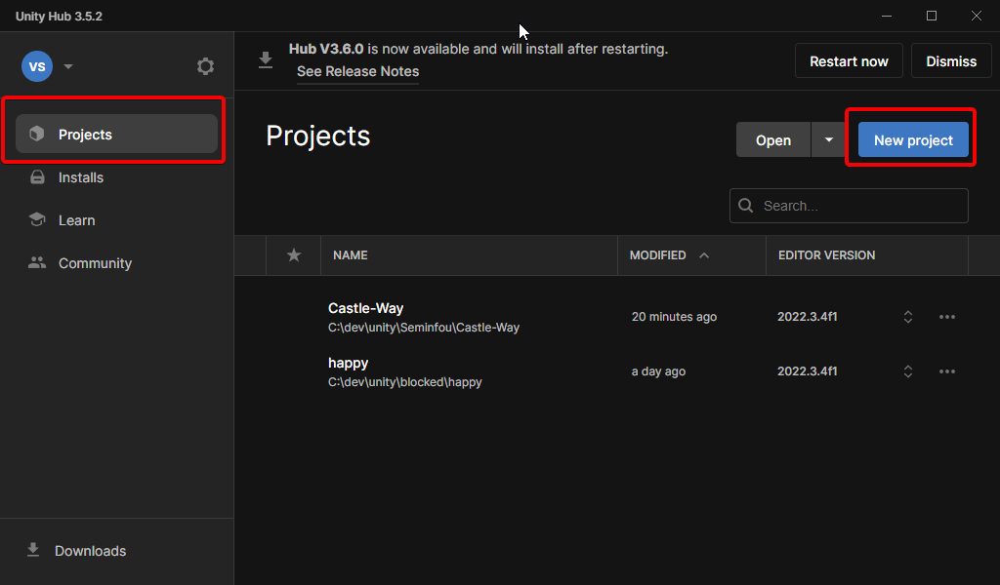 Unity Hub 3.5.2
VS
Projects
Installs
Learn
Community
Downloads
Hub V3.6.0 is now available and will install after restarting.
See Release Notes
Restart now
Dismiss
Projects
Open
New project
Search...
NAME
MODIFIED
EDITOR VERSION
Castle-Way
C:\dev\unity\Seminfou\Castle-Way
20 minutes ago
2022.3.4f1
happy
C:\dev\unity\blocked\happy
a day ago
2022.3.4f1